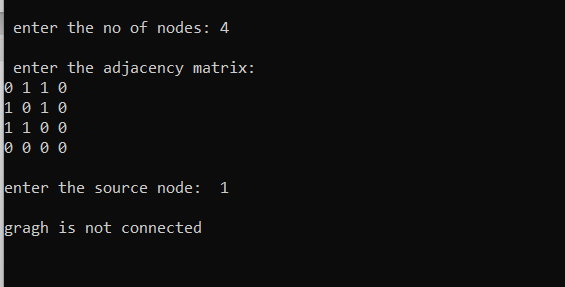 enter the no of nodes: 4
enter the adjacency matrix:
0 1 1 0
1 0 1 0
1 1 0 0
0 0 0 0
enter the source node:  1
gragh is not connected